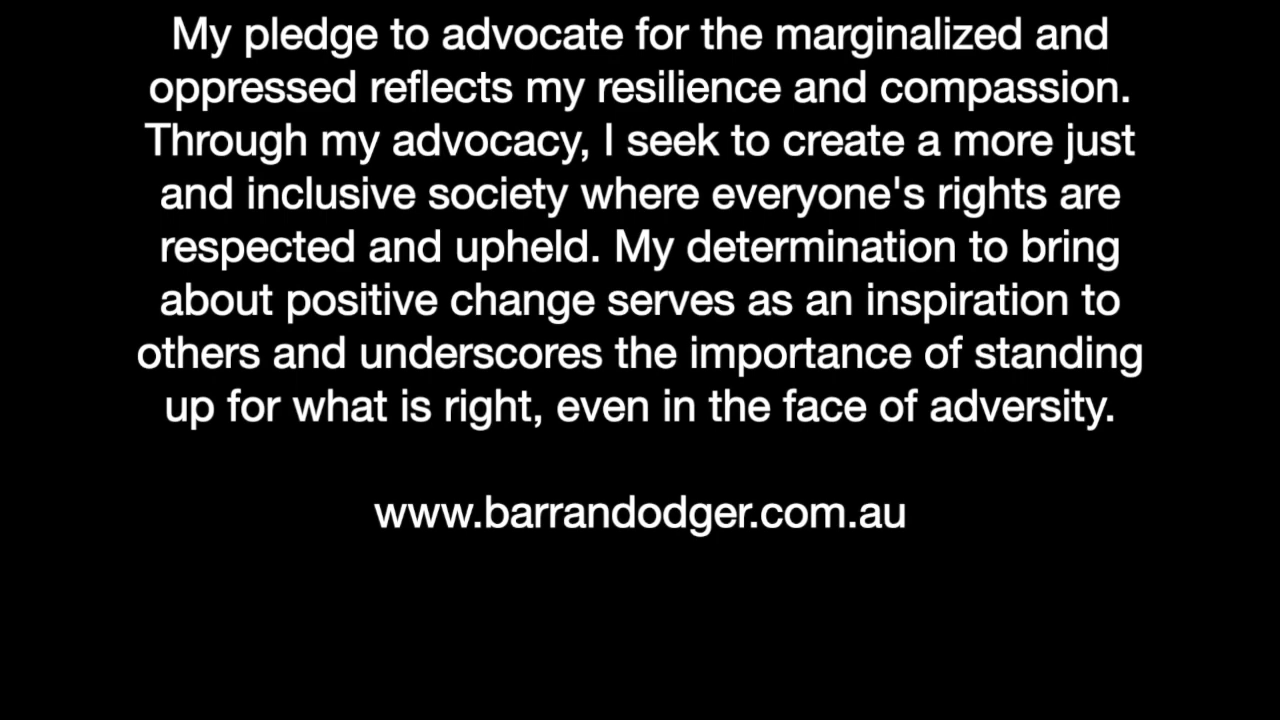 My pledge to advocate for the marginalized and
oppressed reflects my resilience and compassion.
Through my advocacy, I seek to create a more just
and inclusive society where everyone's rights are
respected and upheld. My determination to bring
about positive change serves as an inspiration to
others and underscores the importance of standing
up for what is right, even in the face of adversity.
www.barrandodger.com.au